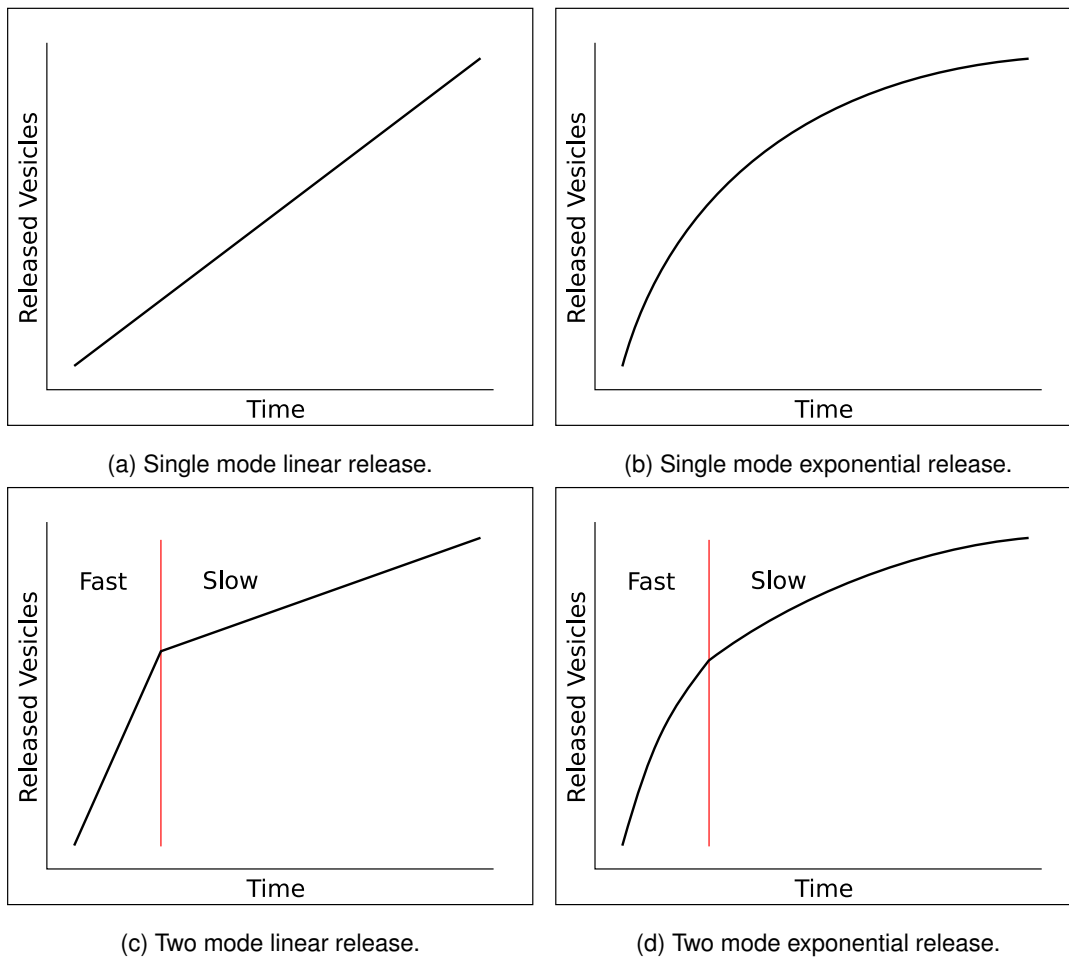 Released Vesicles
Time
(a) Single mode linear release.
Released Vesicles
Time
(b) Single mode exponential release.
Released Vesicles
Fast
Slow
Time
(c) Two mode linear release.
Released Vesicles
Fast
Slow
Time
(d) Two mode exponential release.